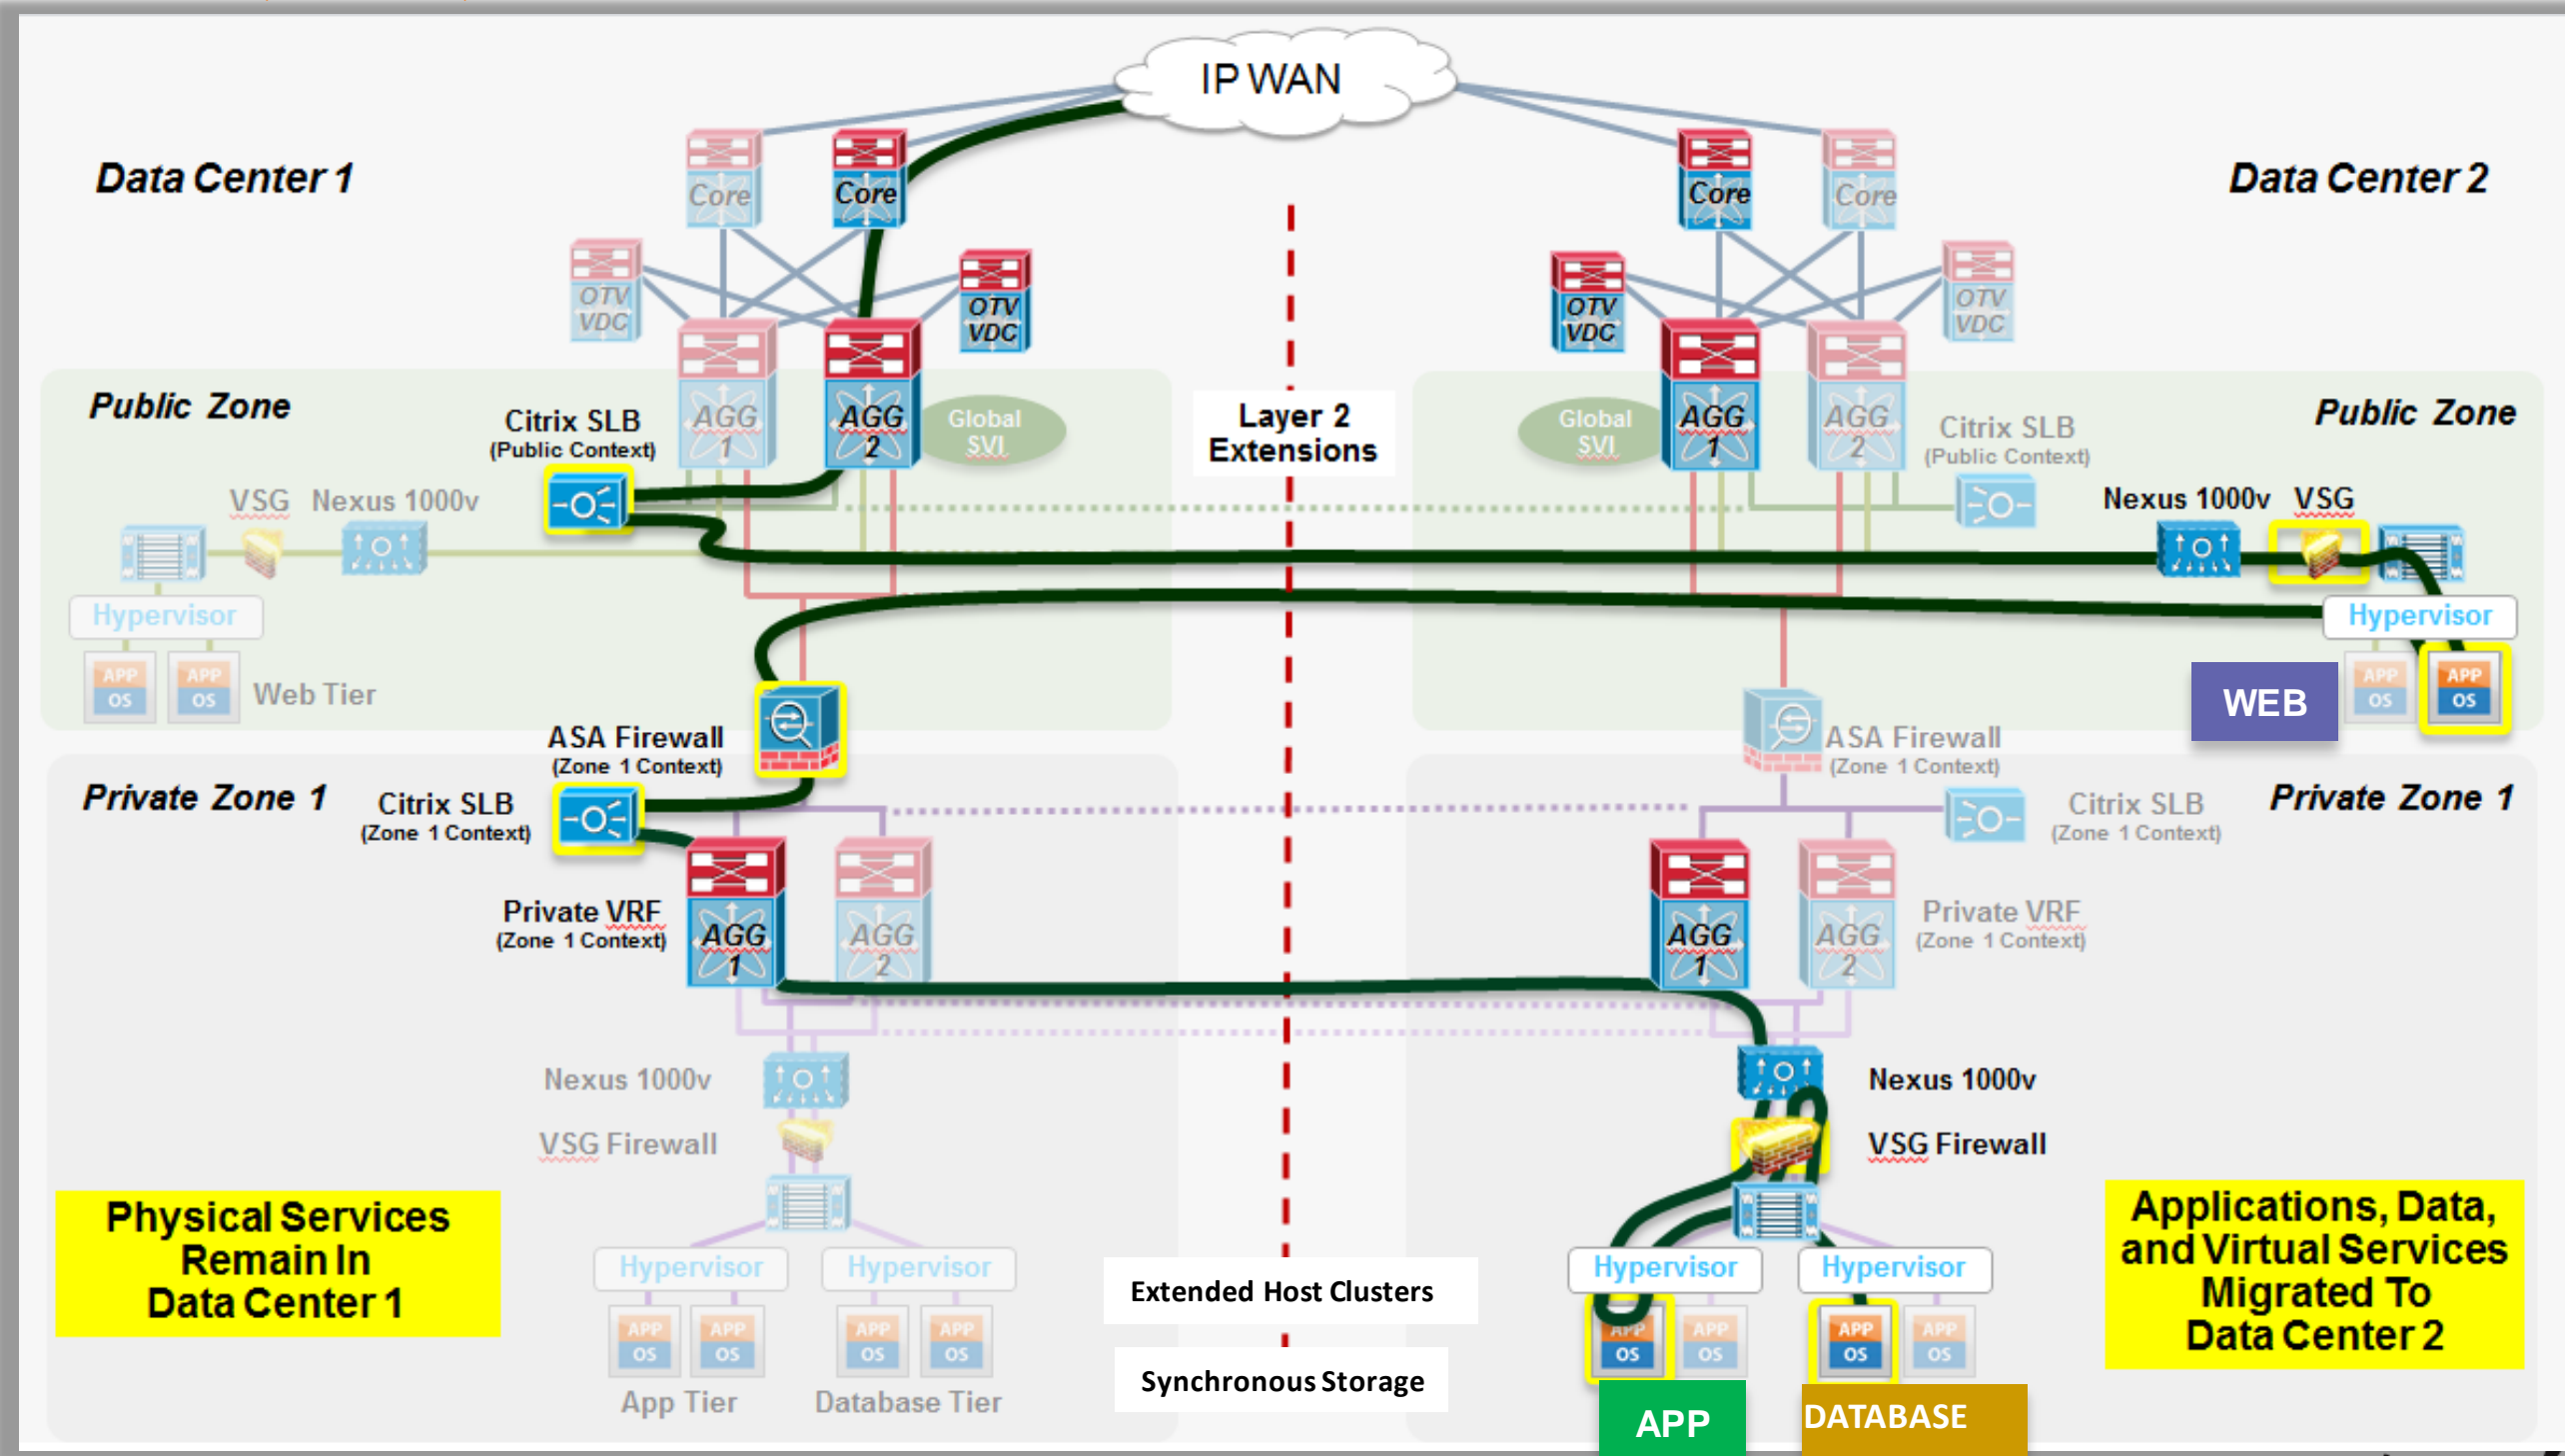 IP WAN
Data Center 1
Data Center 2
Core
Core
Core
Core
OTV
VDC
OTV
VDC
OTV
VDC
OTV
VDC
Public Zone
Citrix SLB
(Public Context)
AGG
1
AGG
2
Global
SVI
Layer 2
Extensions
Global
SVI
AGG
1
AGG
2
Citrix SLB
(Public Context)
Public Zone
VSG
Nexus 1000v
Nexus 1000v
VSG
Hypervisor
Hypervisor
APP
OS
APP
OS
Web Tier
WEB
APP
OS
APP
OS
ASA Firewall
(Zone 1 Context)
ASA Firewall
(Zone 1 Context)
Private Zone 1
Citrix SLB
(Zone 1 Context)
Citrix SLB
(Zone 1 Context)
Private Zone 1
Private VRF
(Zone 1 Context)
AGG
1
AGG
2
AGG
1
AGG
2
Private VRF
(Zone 1 Context)
Nexus 1000v
Nexus 1000v
VSG Firewall
VSG Firewall
Physical Services
Remain In
Data Center 1
Applications, Data,
and Virtual Services
Migrated To
Data Center 2
Hypervisor
Hypervisor
Extended Host Clusters
Hypervisor
Hypervisor
APP
OS
APP
OS
APP
OS
APP
OS
APP
OS
APP
OS
APP
OS
APP
OS
App Tier
Database Tier
Synchronous Storage
APP
DATABASE